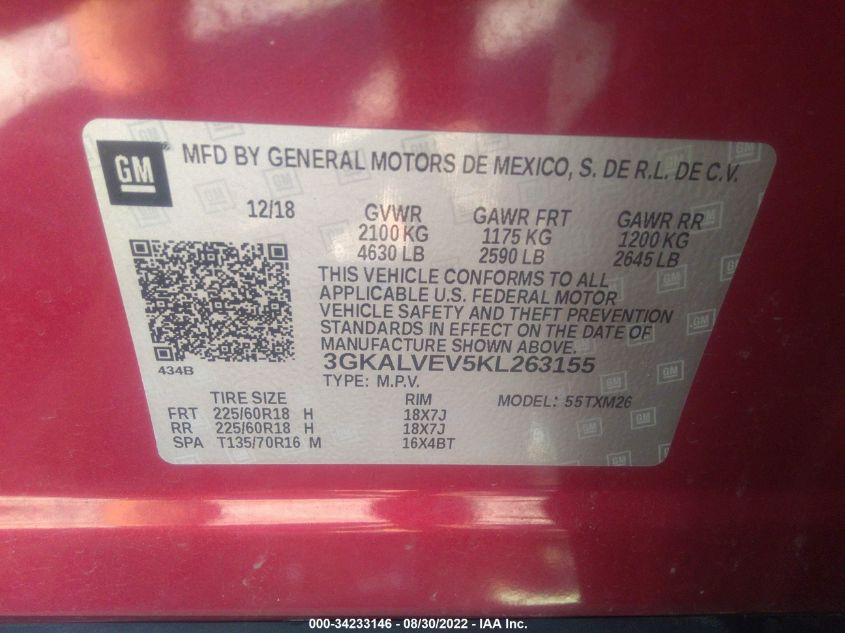 GM
MFD BY GENERAL MOTORS DE MEXICO, S. DE R.L. DE C.V.
12/18 GVWR GAWR FRT GAWR RR
2100 KG 1175 KG 1200 KG
4630 LB 2590 LB 2645 LB
THIS VEHICLE CONFORMS TO ALL
APPLICABLE U.S. FEDERAL MOTOR
VEHICLE SAFETY AND THEFT PREVENTION
STANDARDS IN EFFECT ON THE DATE OF
MANUFACTURE SHOWN ABOVE.
434B
3GKALVEV5KL263155
TYPE: M.P.V.
TIRE SIZE RIM MODEL: 55TXM26
FRT 225/60R18 H 18X7J
RR 225/60R18 H 18X7J
SPA T135/70R16 M 16X4BT
000-34233146 - 08/30/2022 - IAA Inc.